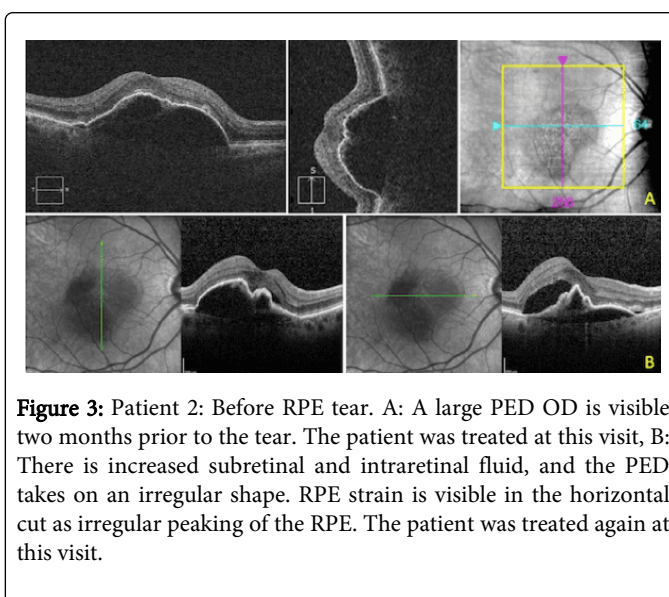 A
B
Figure 3: Patient 2: Before RPE tear. A: A large PED OD is visible
two months prior to the tear. The patient was treated at this visit, B:
There is increased subretinal and intraretinal fluid, and the PED
takes on an irregular shape. RPE strain is visible in the horizontal
cut as irregular peaking of the RPE. The patient was treated again at
this visit.